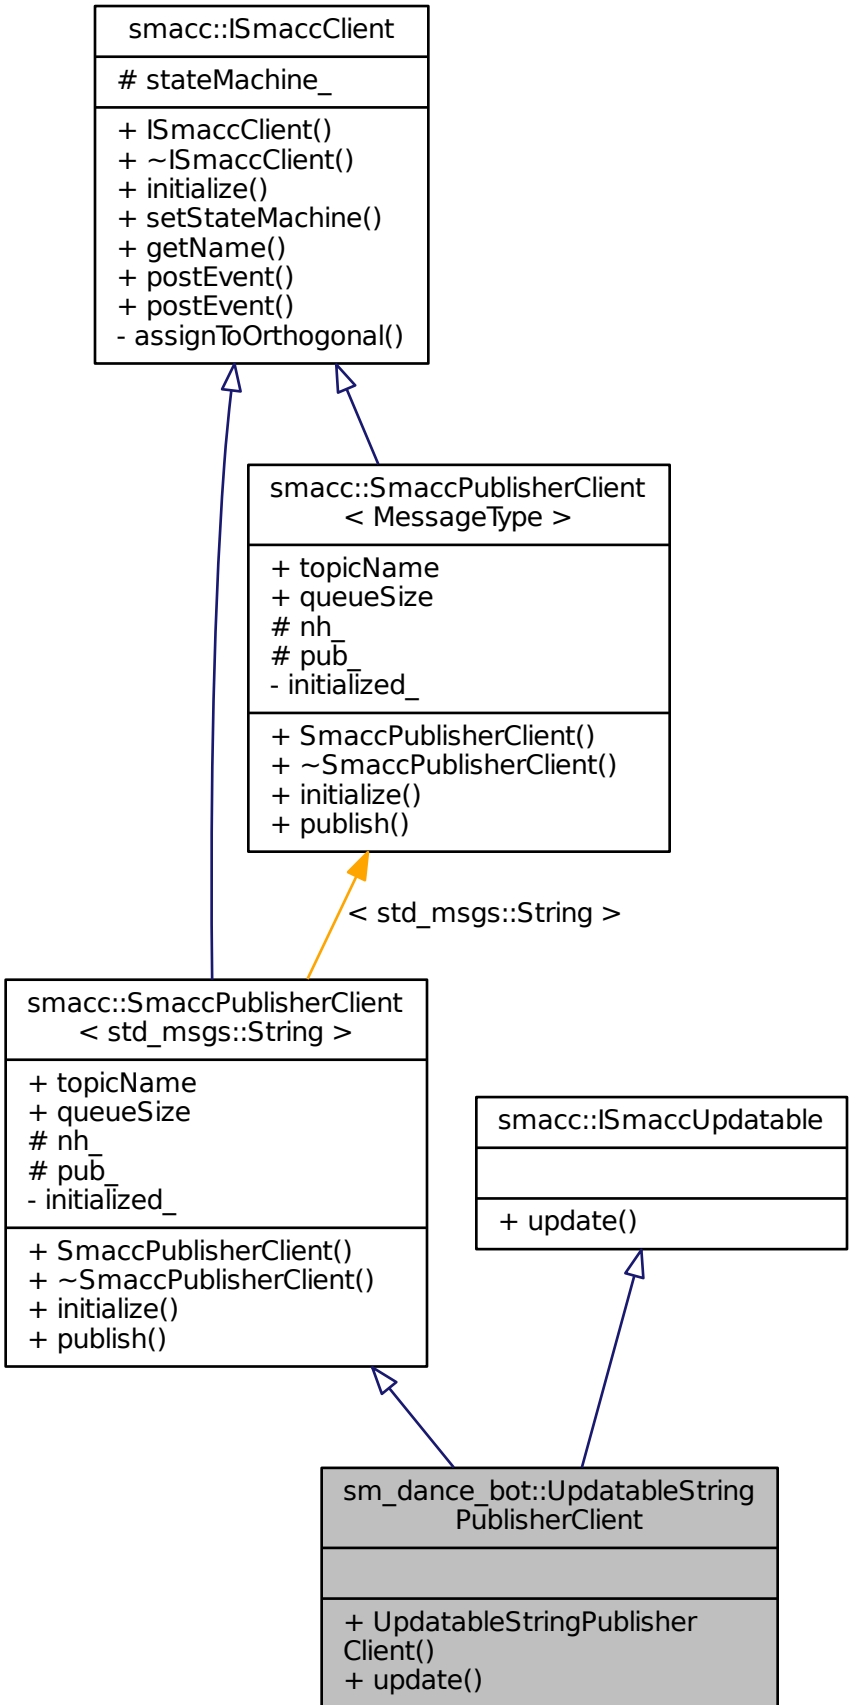 smacc::ISmaccClient
# stateMachine_
+ ISmaccClient()
+ ~ISmaccClient()
+ initialize()
+ setStateMachine()
+ getName()
+ postEvent()
+ postEvent()
- assignToOrthogonal()
smacc::SmaccPublisherClient
< MessageType >
+ topicName
+ queueSize
# nh_
# pub_
- initialized_
+ SmaccPublisherClient()
+ ~SmaccPublisherClient()
+ initialize()
+ publish()
< std_msgs::String >
smacc::SmaccPublisherClient
< std_msgs::String >
+ topicName
+ queueSize
# nh_
# pub_
- initialized_
+ SmaccPublisherClient()
+ ~SmaccPublisherClient()
+ initialize()
+ publish()
smacc::ISmaccUpdatable
+ update()
sm_dance_bot::UpdatableString
PublisherClient
+ UpdatableStringPublisher
Client()
+ update()